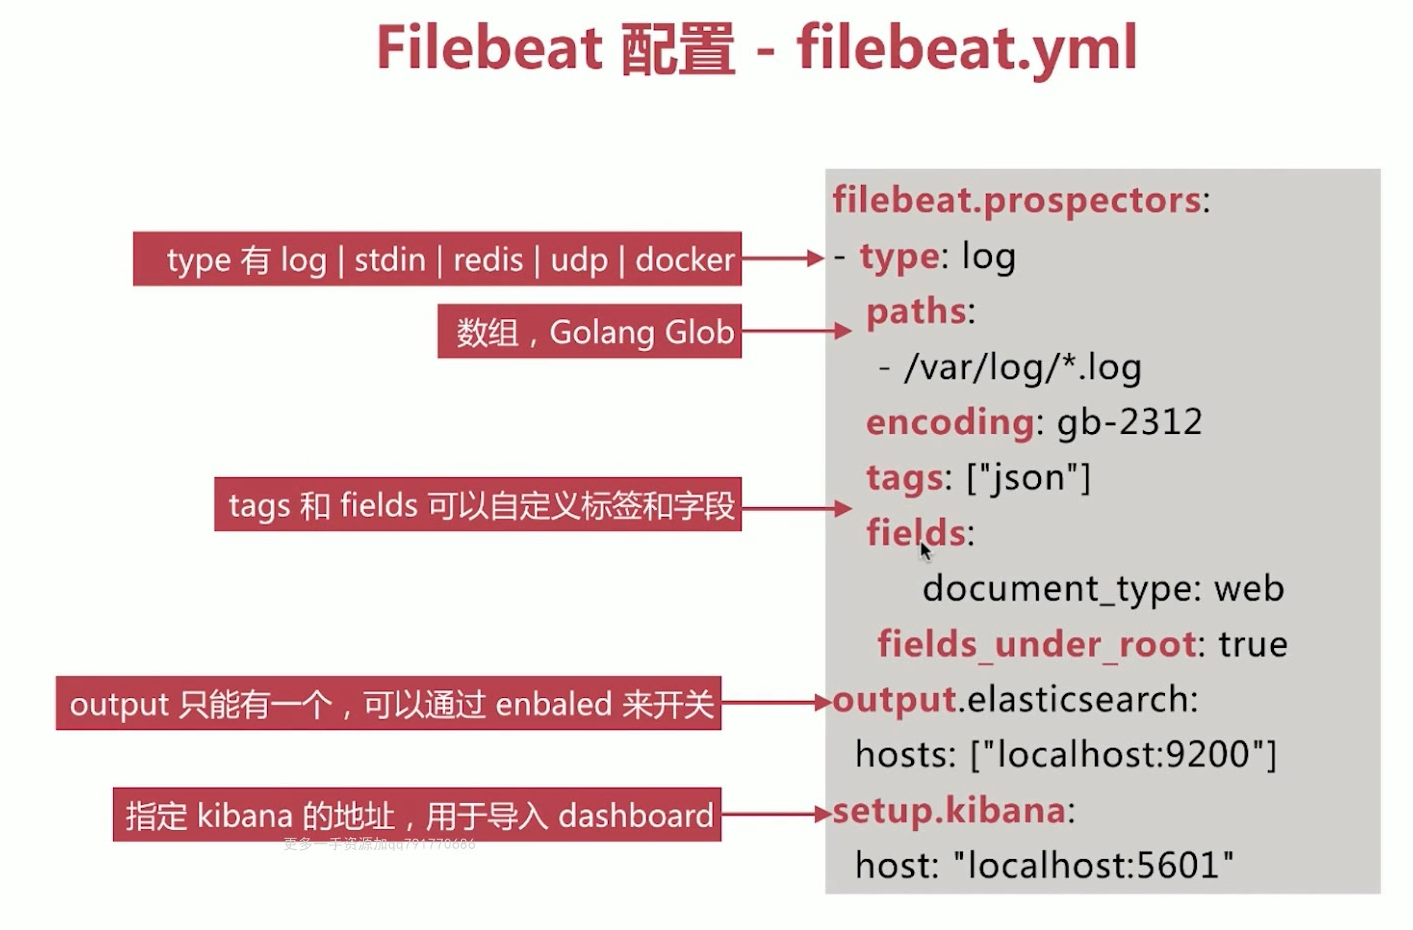 Filebeat 配置 - filebeat.yml
filebeat.prospectors:
type 有 log | stdin | redis | udp | docker
- type: log
paths:
数组，Golang Glob
- /var/log/*.log
encoding: gb-2312
tags: ["json"]
tags 和 fields 可以自定义标签和字段
fields:
document_type: web
fields_under_root: true
output 只能有一个，可以通过 enbaled 来开关
output.elasticsearch:
hosts: ["localhost:9200"]
指定 kibana 的地址，用于导入 dashboard
setup.kibana:
更多一手资源加qq791770686
host: "localhost:5601"